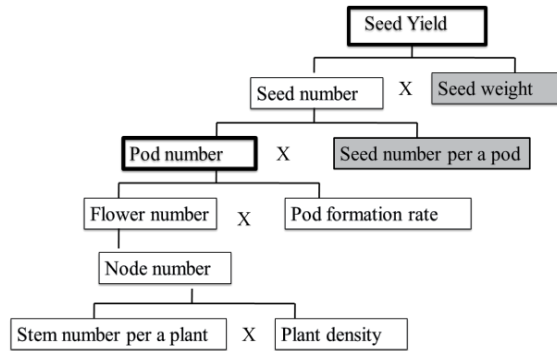 Seed Yield
Seed number X Seed weight
Pod number X Seed number per a pod
Flower number X Pod formation rate
Node number
Stem number per a plant X Plant density